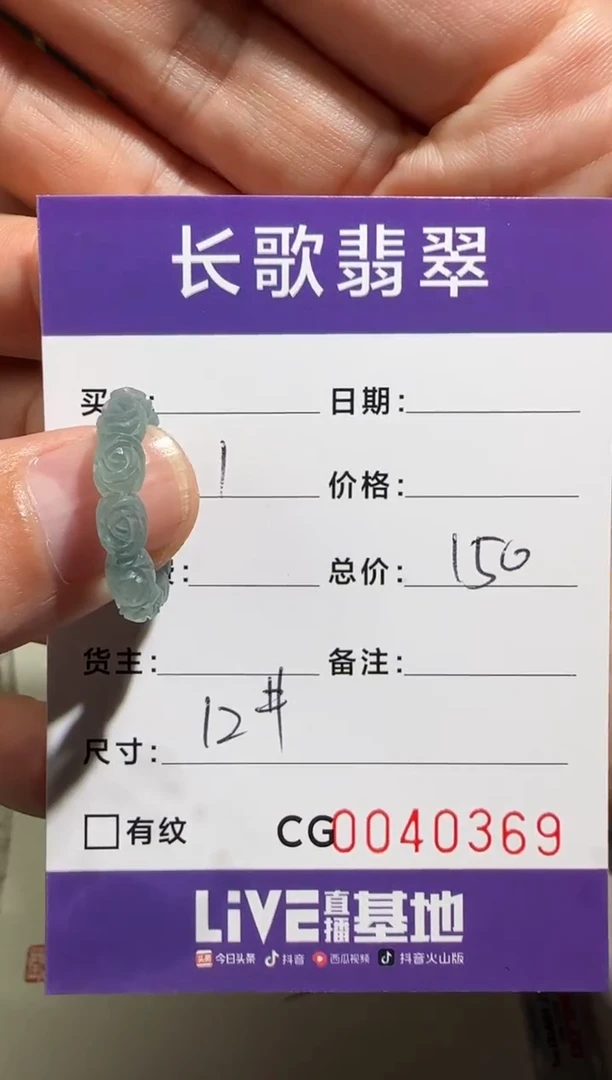 长歌翡翠
买
日期：
1
价格：
总价：150
货主：
备注：
尺寸：12#
有纹
CG0040369
LiVE直播基地
今日头条 抖音 西瓜视频 抖音火山版